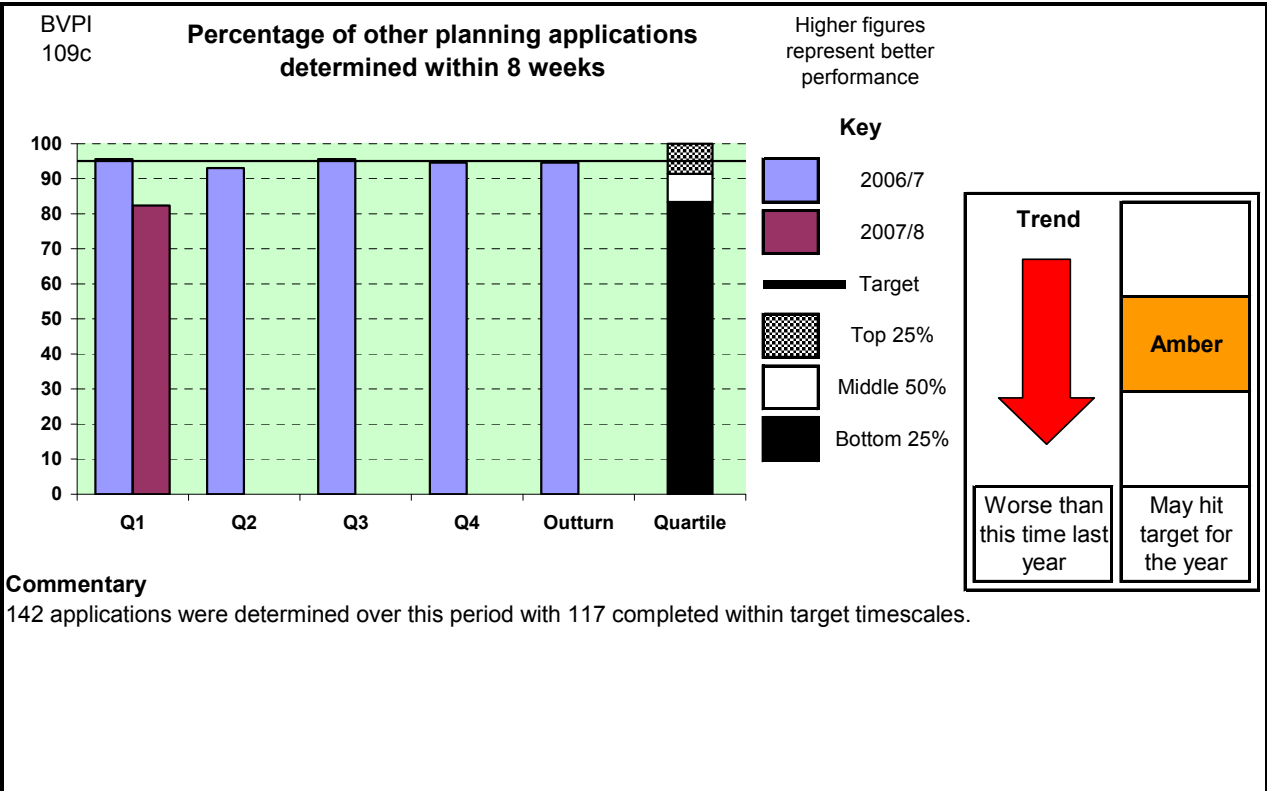 BVPI
109c
Percentage of other planning applications
determined within 8 weeks
Higher figures
represent better
performance
Key
100
90
80
70
60
50
40
30
20
10
0
Q1
Q2
Q3
Q4
Outturn
Quartile
2006/7
2007/8
Target
Top 25%
Middle 50%
Bottom 25%
Trend
Amber
Worse than
this time last
year
May hit
target for
the year
Commentary
142 applications were determined over this period with 117 completed within target timescales.